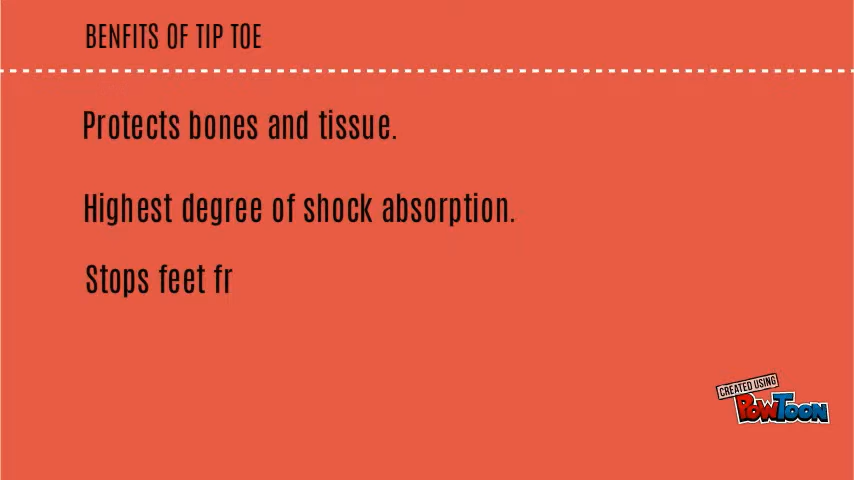 BENFITS OF TIP TOE
Protects bones and tissue.
Highest degree of shock absorption.
Stops feet fr
CREATED USING
POWTOON